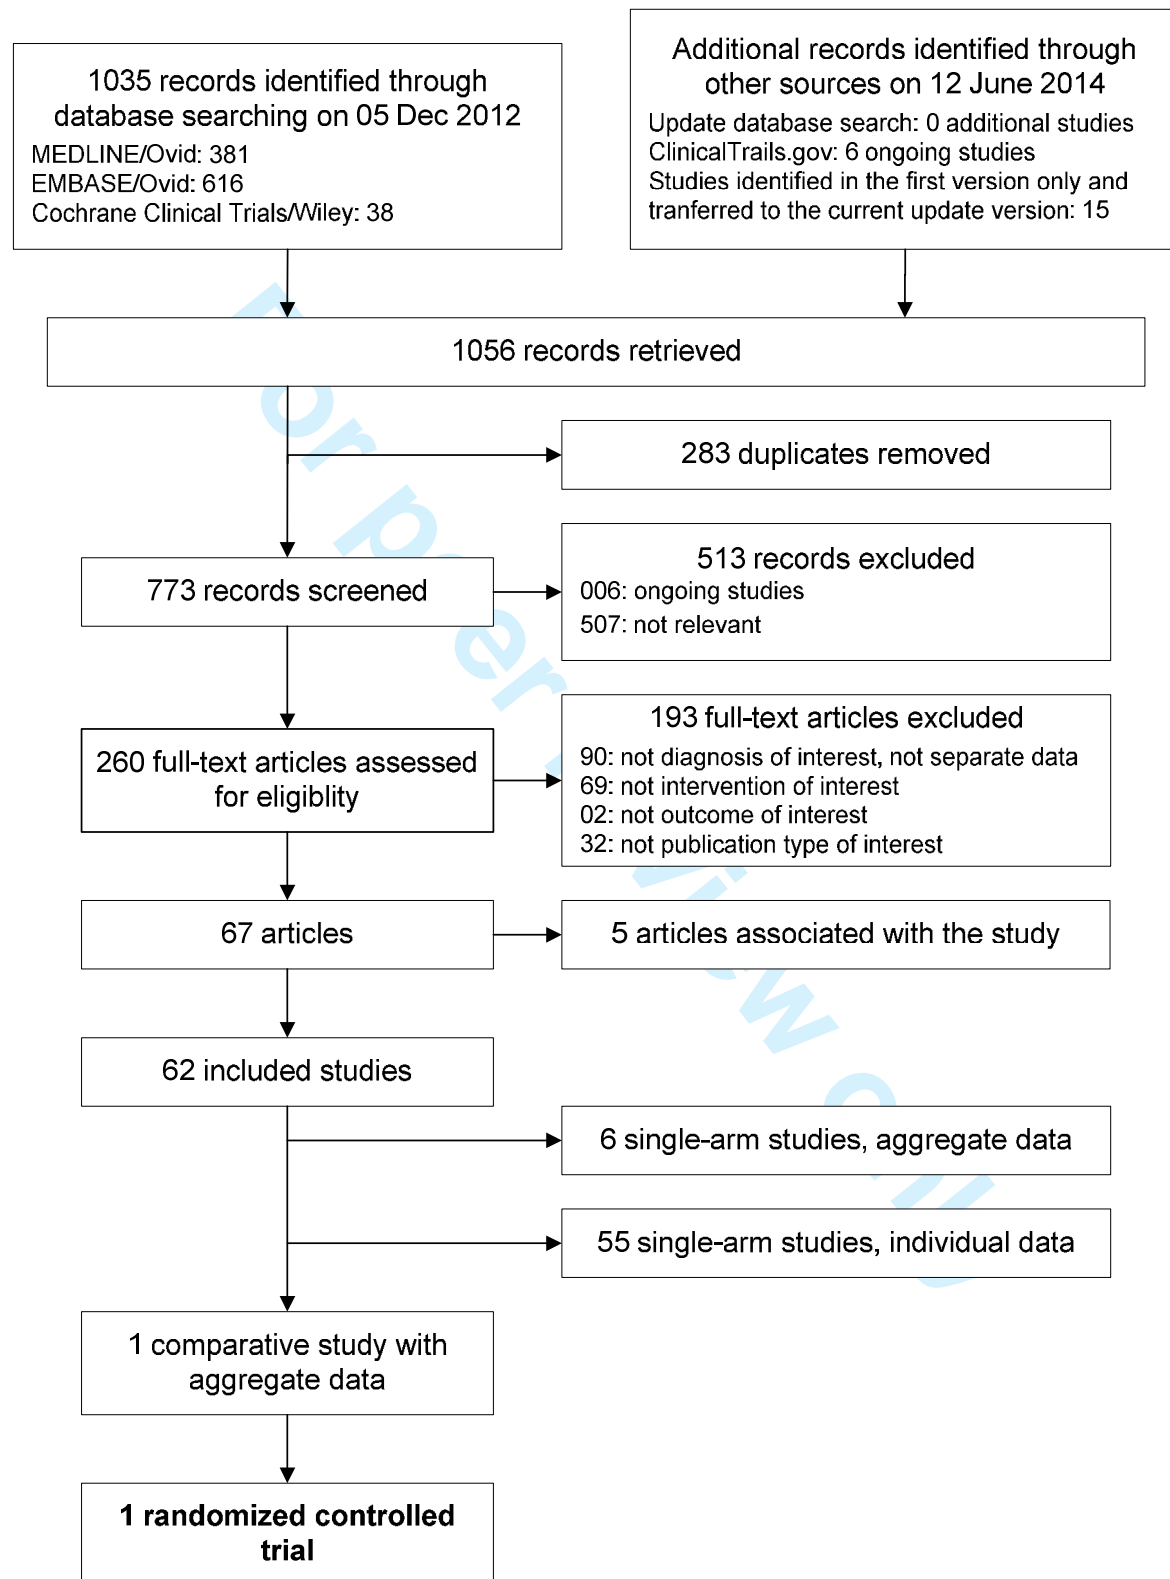 1035 records identified through
database searching on 05 Dec 2012
MEDLINE/Ovid: 381
EMBASE/Ovid: 616
Cochrane Clinical Trials/Wiley: 38
Additional records identified through
other sources on 12 June 2014
Update database search: 0 additional studies
ClinicalTrails.gov: 6 ongoing studies
Studies identified in the first version only and
tranferred to the current update version: 15
1056 records retrieved
283 duplicates removed
773 records screened
513 records excluded
006: ongoing studies
507: not relevant
260 full-text articles assessed
for eligiblity
193 full-text articles excluded
90: not diagnosis of interest, not separate data
69: not intervention of interest
02: not outcome of interest
32: not publication type of interest
67 articles
5 articles associated with the study
62 included studies
6 single-arm studies, aggregate data
55 single-arm studies, individual data
1 comparative study with
aggregate data
1 randomized controlled
trial
For peer review only